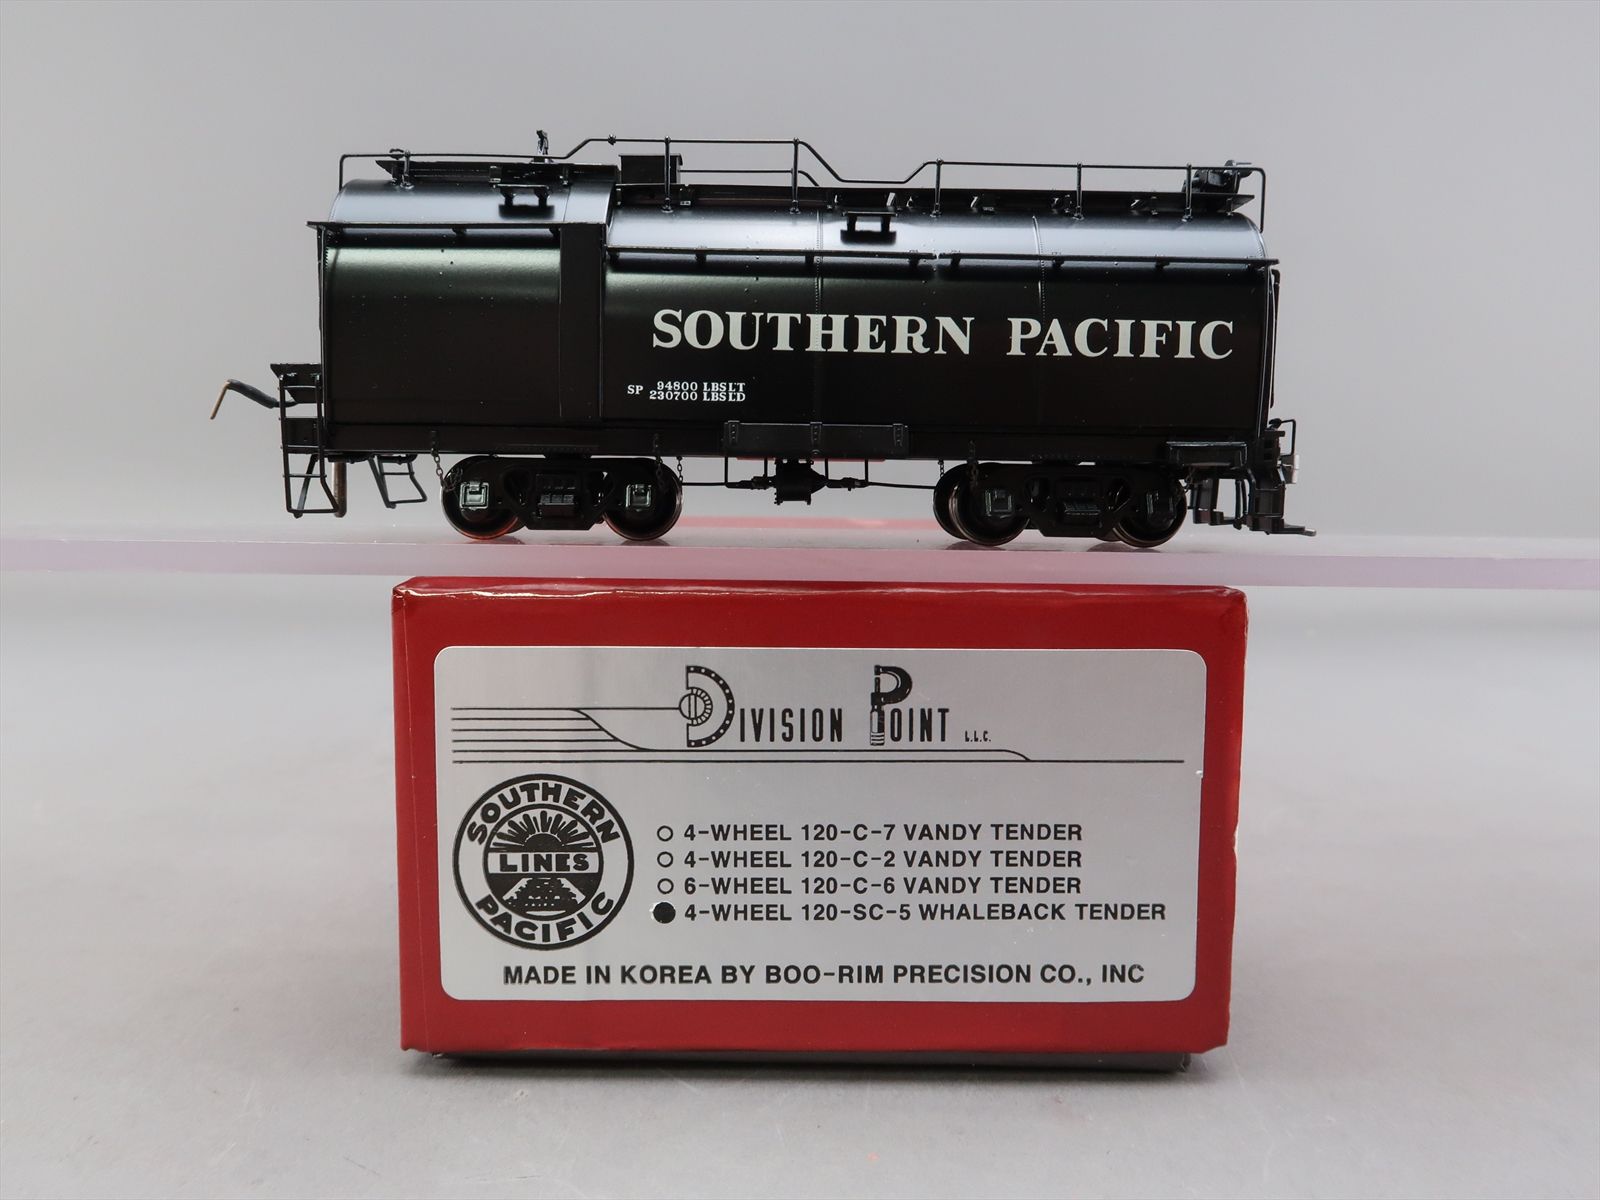 SOUTHERN PACIFIC
SP 94800 LBS LT
230700 LBS LD
DIVISION POINT L.L.C.
SOUTHERN
LINES
PACIFIC
4-WHEEL 120-C-7 VANDY TENDER
4-WHEEL 120-C-2 VANDY TENDER
6-WHEEL 120-C-6 VANDY TENDER
4-WHEEL 120-SC-5 WHALEBACK TENDER
MADE IN KOREA BY BOO-RIM PRECISION CO., INC